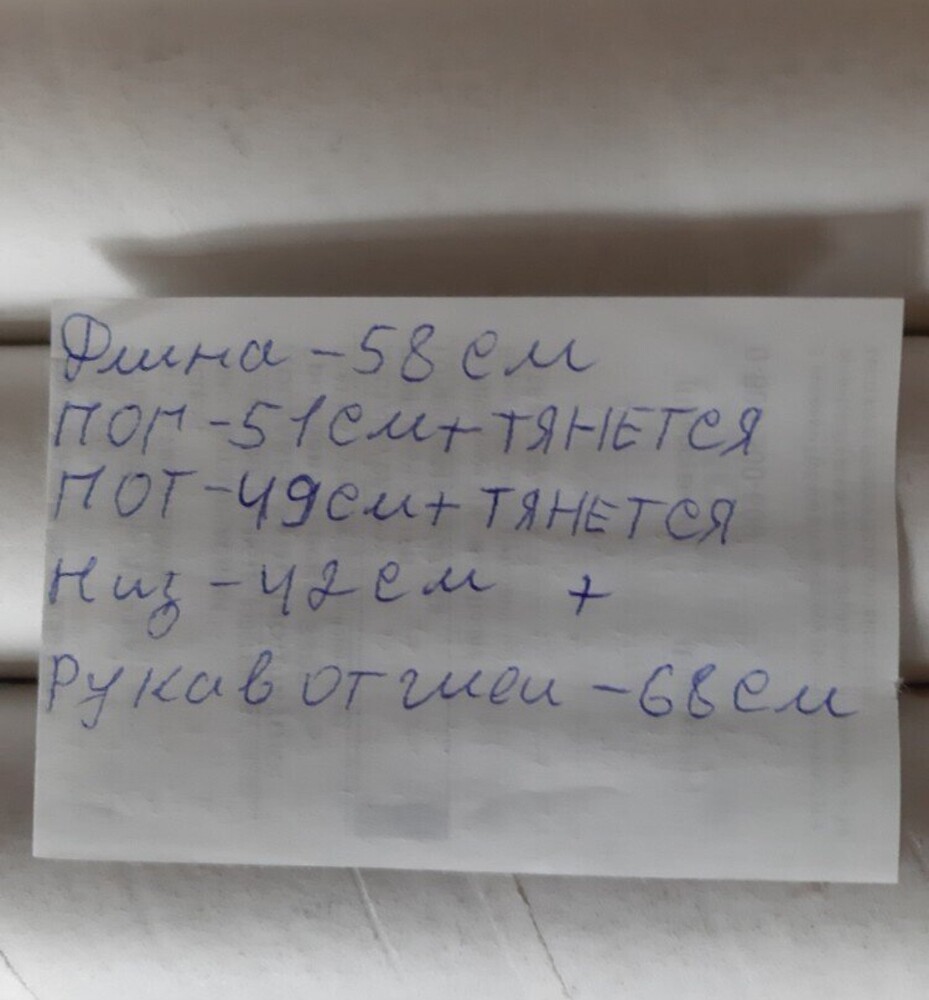 Длина - 58 см
ПОГ - 51 см + ТЯНЕТСЯ
ПОТ - 49 см + ТЯНЕТСЯ
Низ - 42 см +
Рукав от шеи - 68 см